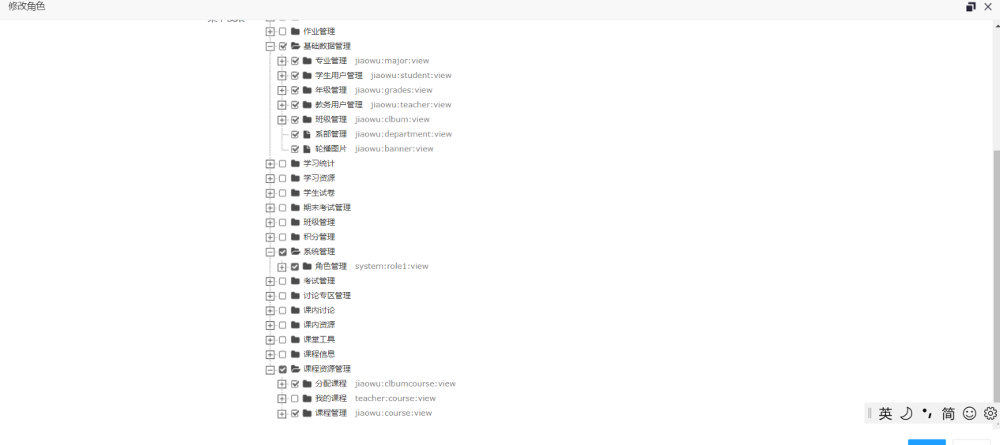 修改角色
作业管理
基础数据管理
专业管理 jiaowu:major:view
学生用户管理 jiaowu:student:view
年级管理 jiaowu:grades:view
教务用户管理 jiaowu:teacher:view
班级管理 jiaowu:clbum:view
系部管理 jiaowu:department:view
轮播图片 jiaowu:banner:view
学习统计
学习资源
学生试卷
期末考试管理
班级管理
积分管理
系统管理
角色管理 system:role1:view
考试管理
讨论专区管理
课内讨论
课内资源
课堂工具
课程信息
课程资源管理
分配课程 jiaowu:clbumcourse:view
我的课程 teacher:course:view
课程管理 jiaowu:course:view
英 简